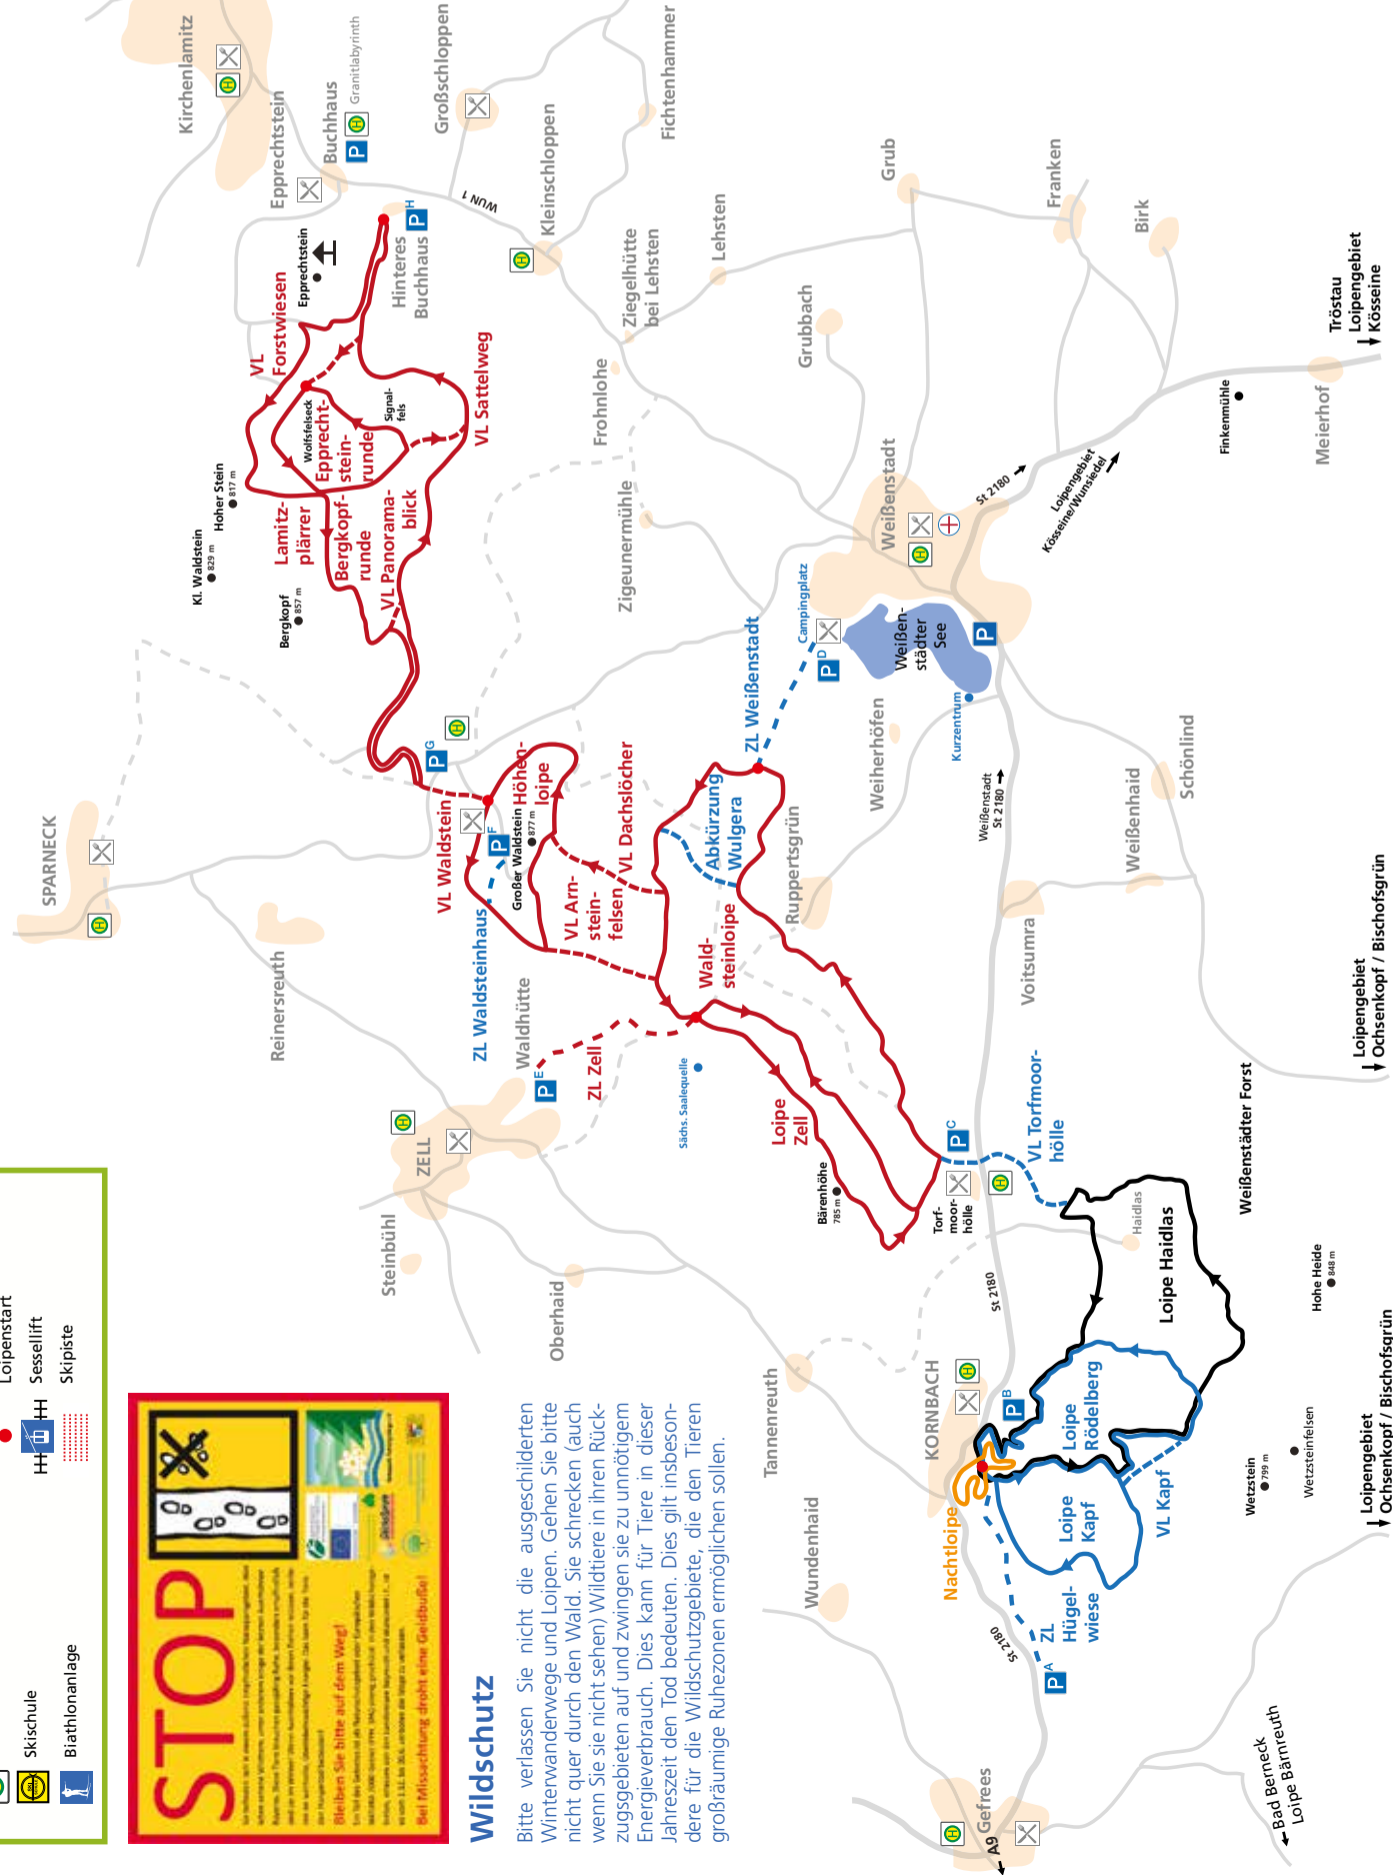 Loipenstart
Sessellift
Skipiste
Skischule
Biathlonanlage
STOP
Bleiben Sie bitte auf dem Weg!
Bei Missachtung droht eine Geldbuße!
Wildschutz
Bitte verlassen Sie nicht die ausgeschilderten
Winterwanderwege und Loipen. Gehen Sie bitte
nicht quer durch den Wald. Sie schrecken (auch
wenn Sie sie nicht sehen) Wildtiere in ihren Rück-
zugsgebieten auf und zwingen sie zu unnötigem
Energieverbrauch. Dies kann für Tiere in dieser
Jahreszeit den Tod bedeuten. Dies gilt insbeson-
dere für die Wildschutzgebiete, die den Tieren
großräumige Ruhezonen ermöglichen sollen.
SPARNECK
Reinersreuth
ZELL
Steinbühl
Waldhütte
Oberhaid
Tannenreuth
Wundenhaid
KORNBACH
Gefrees
A9
Bad Berneck
Loipe Bärnreuth
Kirchenlamitz
Epprechtstein
Buchhaus
Granitlabyrinth
P
H
Großschloppen
WUN 1
Kleinschloppen
H
Fichtenhammer
Hinteres
Buchhaus
P H
Epprechtstein
VL
Forstwiesen
Wolfsfelseck
Epprecht-
stein-
runde
Signal-
fels
VL Sattelweg
Hoher Stein
817 m
Kl. Waldstein
829 m
Bergkopf
857 m
Lamitz-
plärrer
Bergkopf-
runde
VL Panorama-
blick
Ziegelhütte
bei Lehsten
Lehsten
Frohnlohe
Zigeunermühle
Grub
Grubbach
Franken
Birk
Weißenstadt
St 2180
Loipengebiet
Kösseine/Wunsiedel
Finkenmühle
Meierhof
Tröstau
Loipengebiet
Kösseine
P G
H
VL Waldstein
P F
Höhen-
loipe
Großer Waldstein
877 m
ZL Waldsteinhaus
VL Arn-
stein-
felsen
VL Dachslöcher
Abkürzung
Wulgera
ZL Weißenstadt
Campingplatz
P D
Weißen-
städter
See
P
Kurzentrum
Weiherhöfen
Ruppertsgrün
Wald-
steinloipe
Weißenstadt
St 2180
Weißenhaid
Schönlind
Voitsumra
P E
ZL Zell
Sächs. Saalequelle
Loipe
Zell
Bärenhöhe
785 m
Torf-
moor-
hölle
P C
H
VL Torfmoor-
hölle
Weißenstädter Forst
Loipengebiet
Ochsenkopf / Bischofsgrün
St 2180
Haidlas
Loipe Haidlas
Hohe Heide
848 m
P B
Loipe
Rödelberg
Nachtloipe
Loipe
Kapf
VL Kapf
Wetzstein
799 m
Wetzsteinfelsen
Loipengebiet
Ochsenkopf / Bischofsgrün
ZL
Hügel-
wiese
P A
St 2180